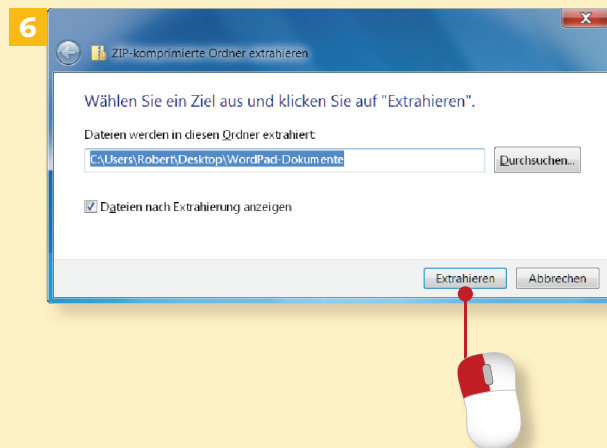 6
ZIP-komprimierte Ordner extrahieren
Wählen Sie ein Ziel aus und klicken Sie auf "Extrahieren".
Dateien werden in diesen Ordner extrahiert:
C:\Users\Robert\Desktop\WordPad-Dokumente
Durchsuchen...
Dateien nach Extrahierung anzeigen
Extrahieren Abbrechen